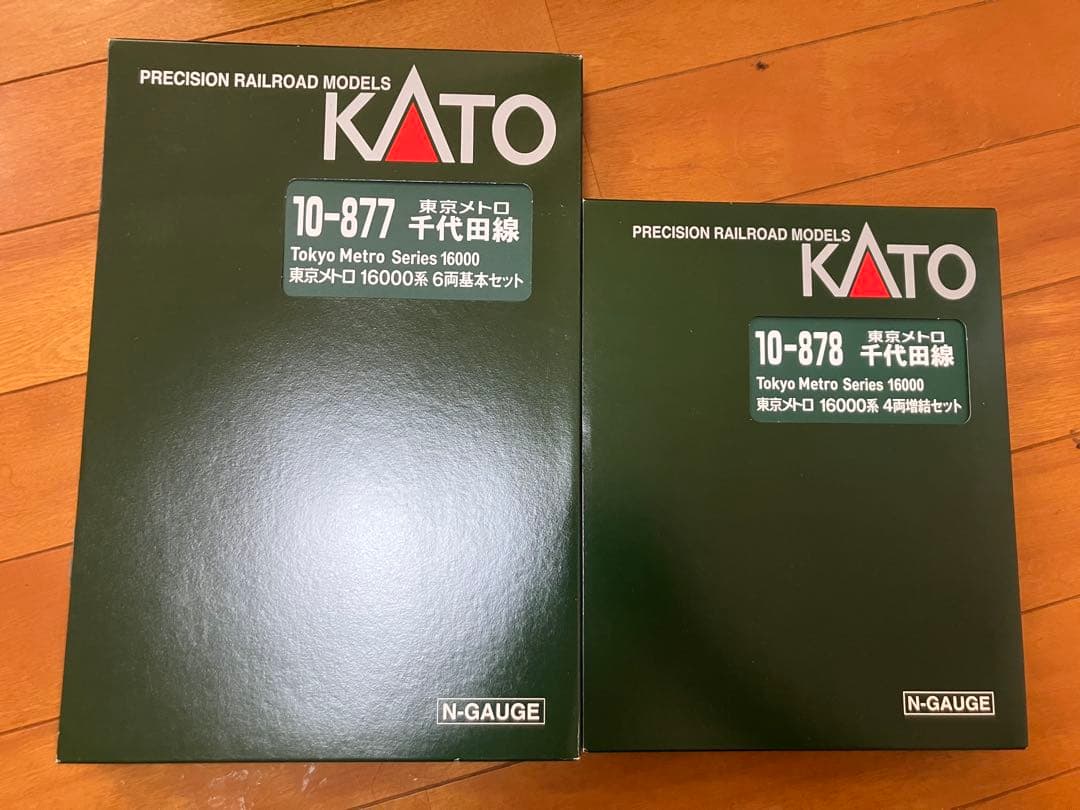 PRECISION RAILROAD MODELS
KATO
10-877 東京メトロ 千代田線
Tokyo Metro Series 16000
東京メトロ 16000系 6両基本セット
N-GAUGE
PRECISION RAILROAD MODELS
KATO
10-878 東京メトロ 千代田線
Tokyo Metro Series 16000
東京メトロ 16000系 4両増結セット
N-GAUGE